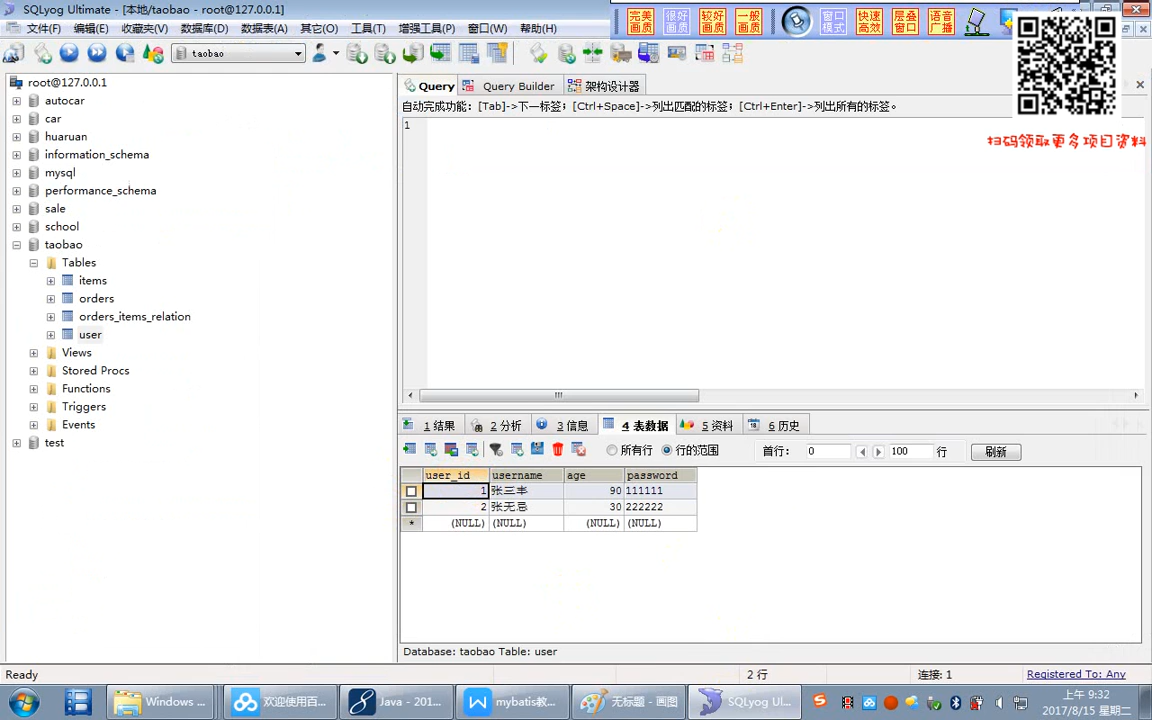 SQLyog Ultimate - [本地/taobao - root@127.0.0.1]
完美画质 很好画质 较好画质 一般画质 窗口模式 快速高效 层叠窗口 语音广播
文件(F) 编辑(E) 收藏夹(V) 数据库(D) 数据表(A) 其它(O) 工具(T) 增强工具(P) 窗口(W) 帮助(H)
taobao
扫码领取更多项目资料
root@127.0.0.1
autocar
car
huaruan
information_schema
mysql
performance_schema
sale
school
taobao
Tables
items
orders
orders_items_relation
user
Views
Stored Procs
Functions
Triggers
Events
test
Query Query Builder 架构设计器
自动完成功能: [Tab]->下一标签; [Ctrl+Space]->列出匹配的标签; [Ctrl+Enter]->列出所有的标签。
1
1 结果 2 分析 3 信息 4 表数据 5 资料 6 历史
所有行 行的范围 首行: 0 100 行 刷新
user_id username age password
1 张三丰 90 111111
2 张无忌 30 222222
* (NULL) (NULL) (NULL) (NULL)
Database: taobao Table: user
Ready 2 行 连接: 1 Registered To: Any
Windows ... 欢迎使用百... Java - 201... mybatis教... 无标题 - 画图 SQLyog Ul...
上午 9:32
2017/8/15 星期二